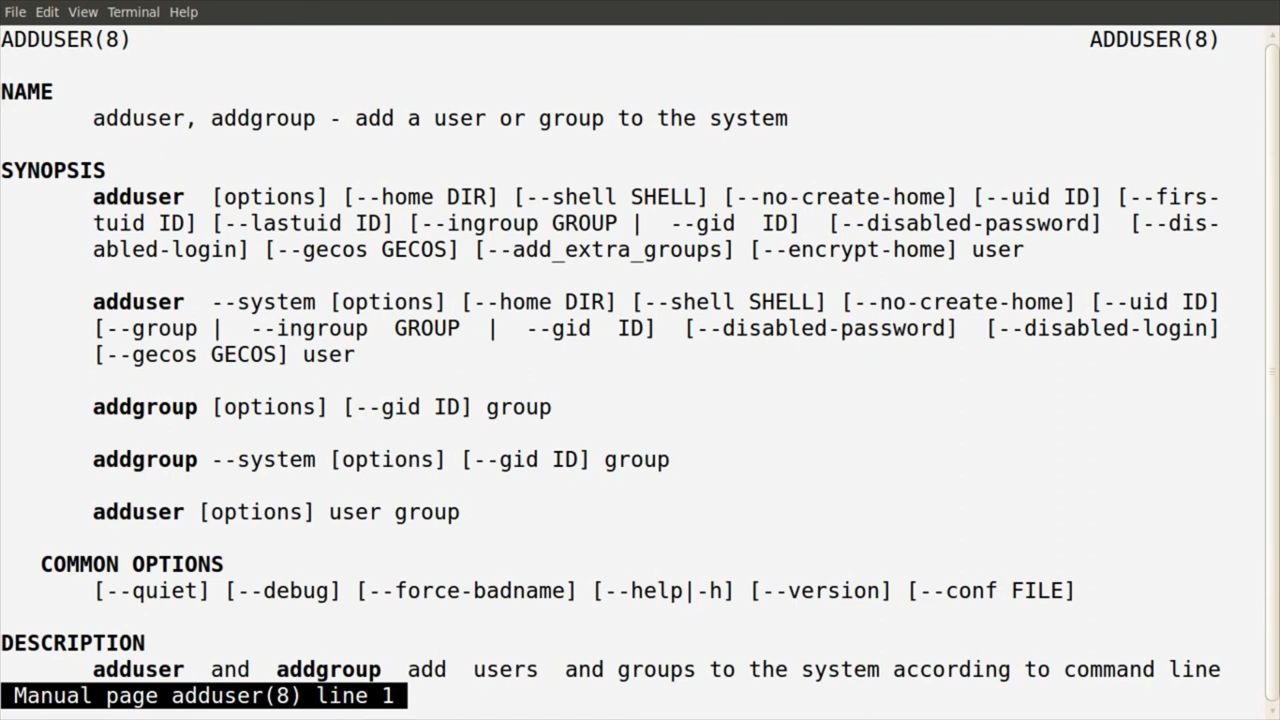 File Edit View Terminal Help
ADDUSER(8) ADDUSER(8)
NAME
adduser, addgroup - add a user or group to the system
SYNOPSIS
adduser [options] [--home DIR] [--shell SHELL] [--no-create-home] [--uid ID] [--firs-
tuid ID] [--lastuid ID] [--ingroup GROUP | --gid ID] [--disabled-password] [--dis-
abled-login] [--gecos GECOS] [--add_extra_groups] [--encrypt-home] user
adduser --system [options] [--home DIR] [--shell SHELL] [--no-create-home] [--uid ID]
[--group | --ingroup GROUP | --gid ID] [--disabled-password] [--disabled-login]
[--gecos GECOS] user
addgroup [options] [--gid ID] group
addgroup --system [options] [--gid ID] group
adduser [options] user group
COMMON OPTIONS
[--quiet] [--debug] [--force-badname] [--help|-h] [--version] [--conf FILE]
DESCRIPTION
adduser and addgroup add users and groups to the system according to command line
Manual page adduser(8) line 1